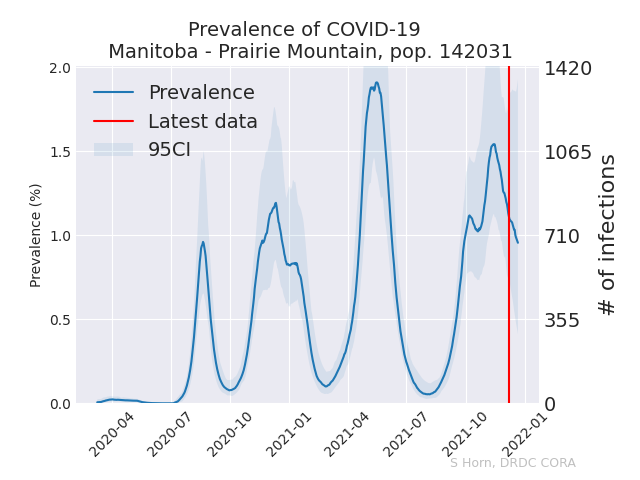 Prevalence of COVID-19
Manitoba - Prairie Mountain, pop. 142031
Prevalence
Latest data
95CI
Prevalence (%)
2.0
1.5
1.0
0.5
0.0
# of infections
1420
1065
710
355
0
2020-04
2020-07
2020-10
2021-01
2021-04
2021-07
2021-10
2022-01
S Horn, DRDC CORA